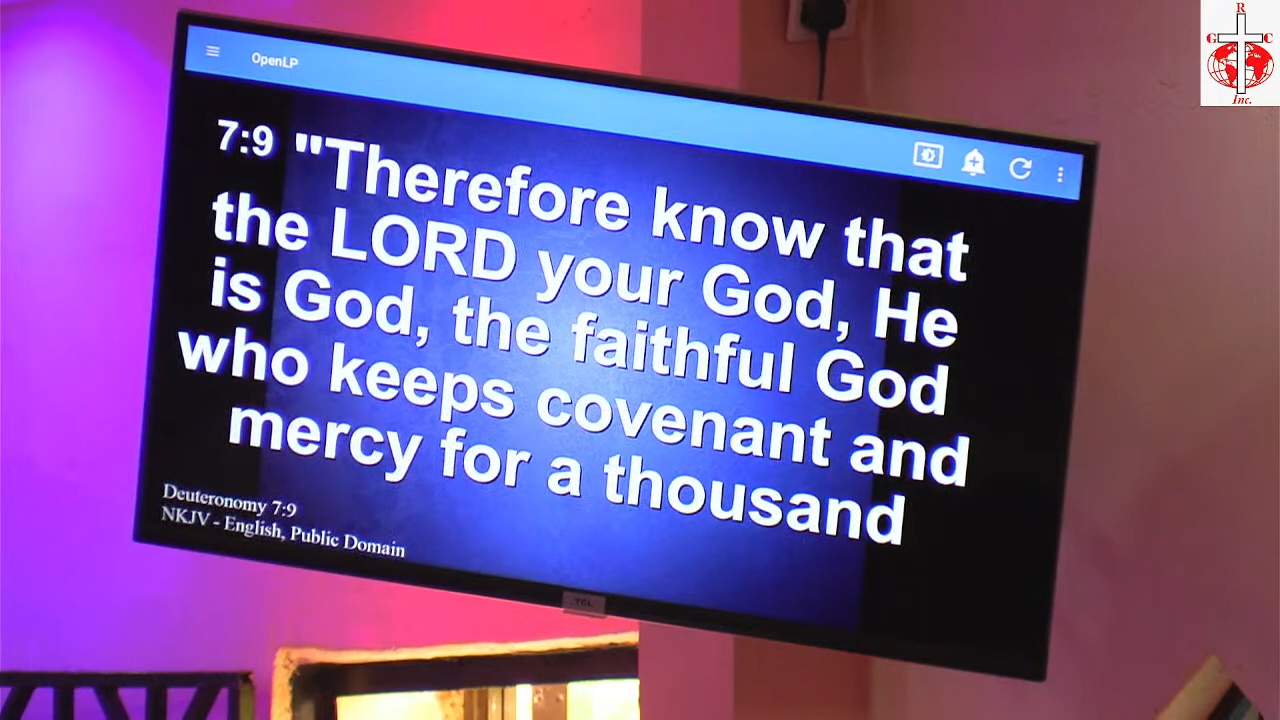 R
G C
Inc.
OpenLP
7:9 "Therefore know that
the LORD your God, He
is God, the faithful God
who keeps covenant and
mercy for a thousand
Deuteronomy 7:9
NKJV - English, Public Domain
TCL